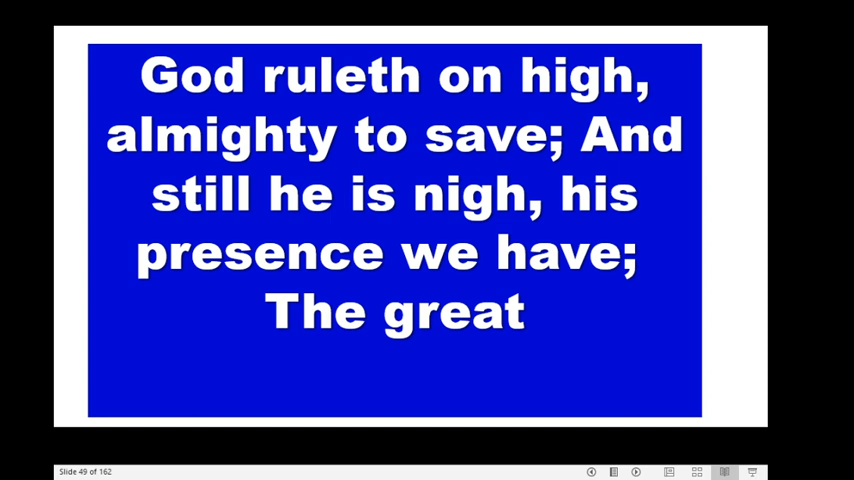 God ruleth on high,
almighty to save; And
still he is nigh, his
presence we have;
The great
Slide 49 of 162